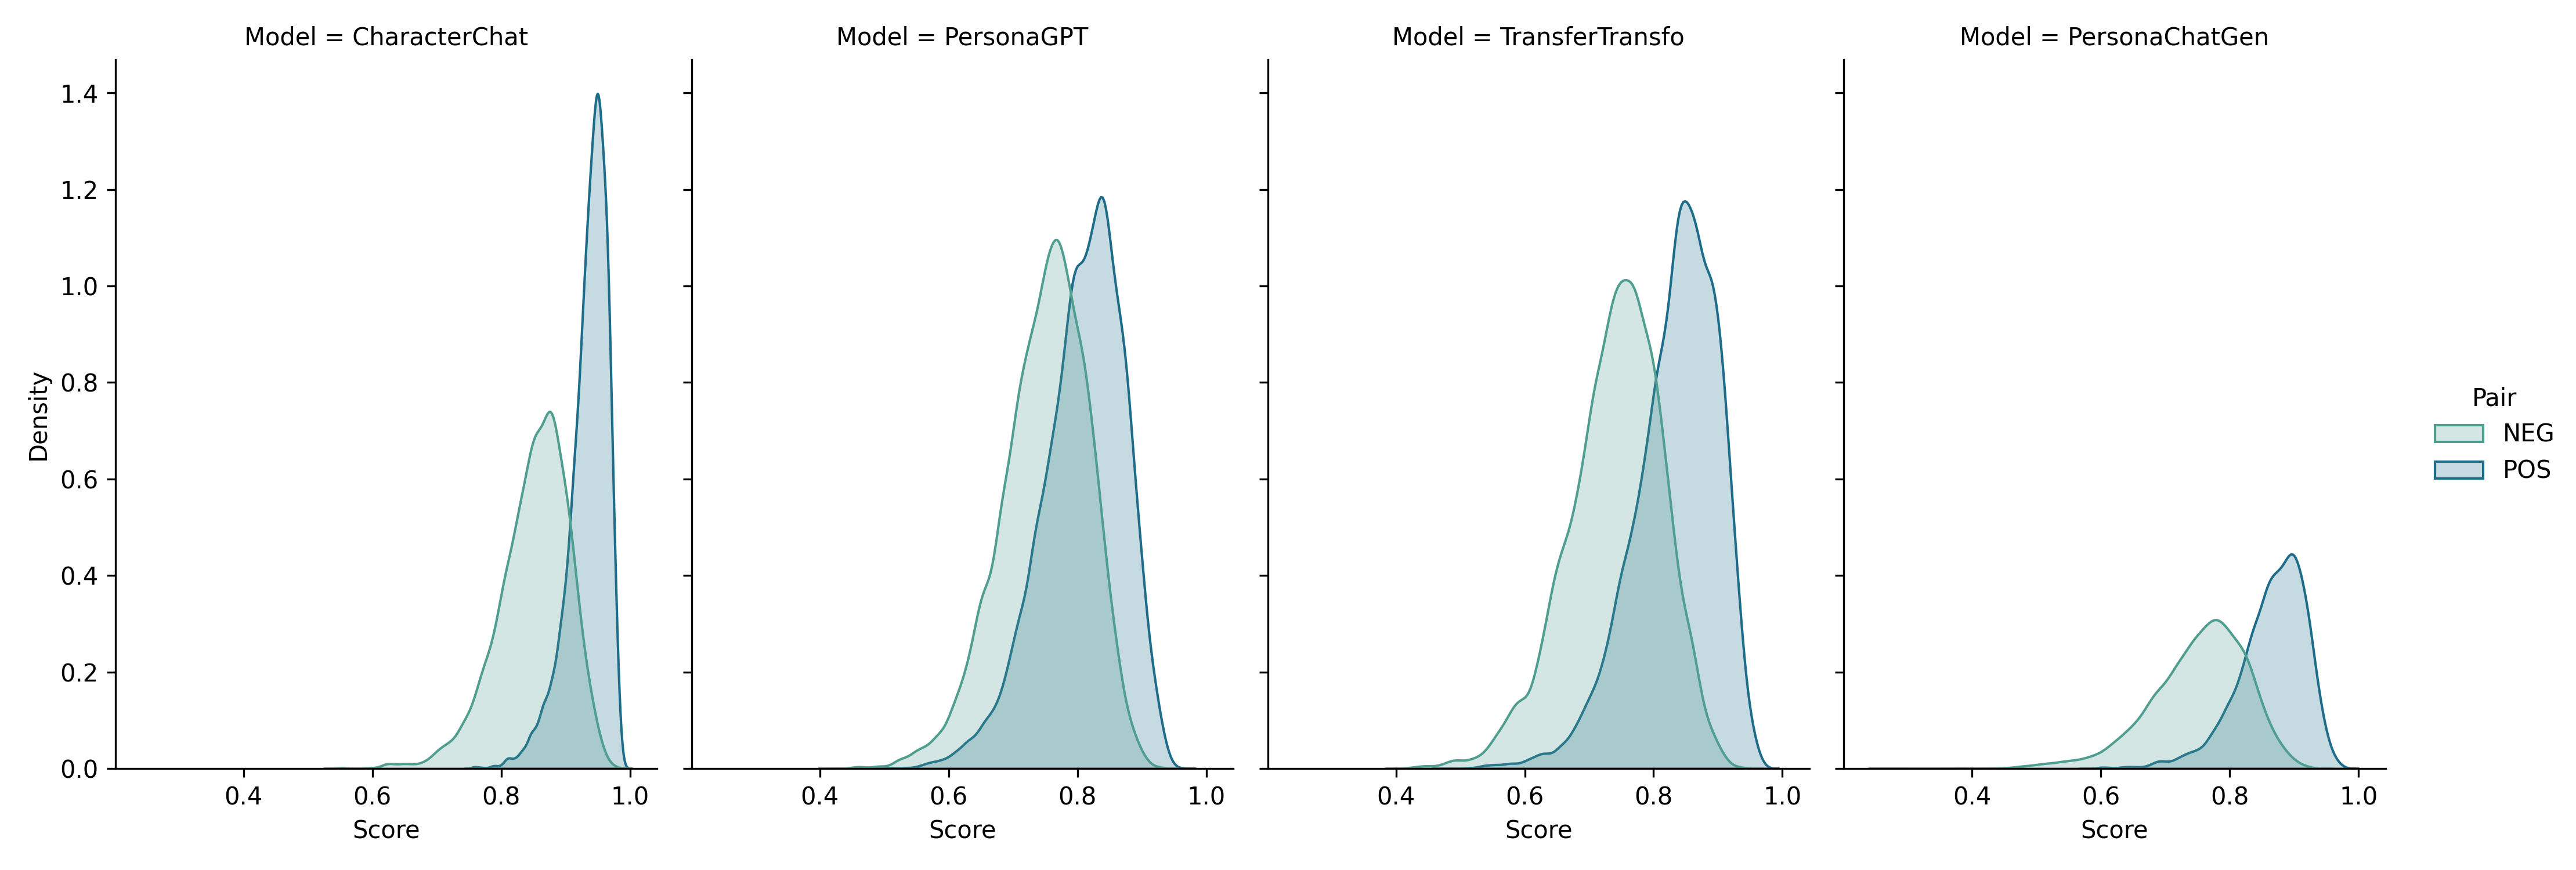 Model = CharacterChat
Model = PersonaGPT
Model = TransferTransfo
Model = PersonaChatGen
1.4
1.2
1.0
0.8
0.6
0.4
0.2
0.0
Density
0.4 0.6 0.8 1.0
0.4 0.6 0.8 1.0
0.4 0.6 0.8 1.0
0.4 0.6 0.8 1.0
Score
Score
Score
Score
Pair
NEG
POS